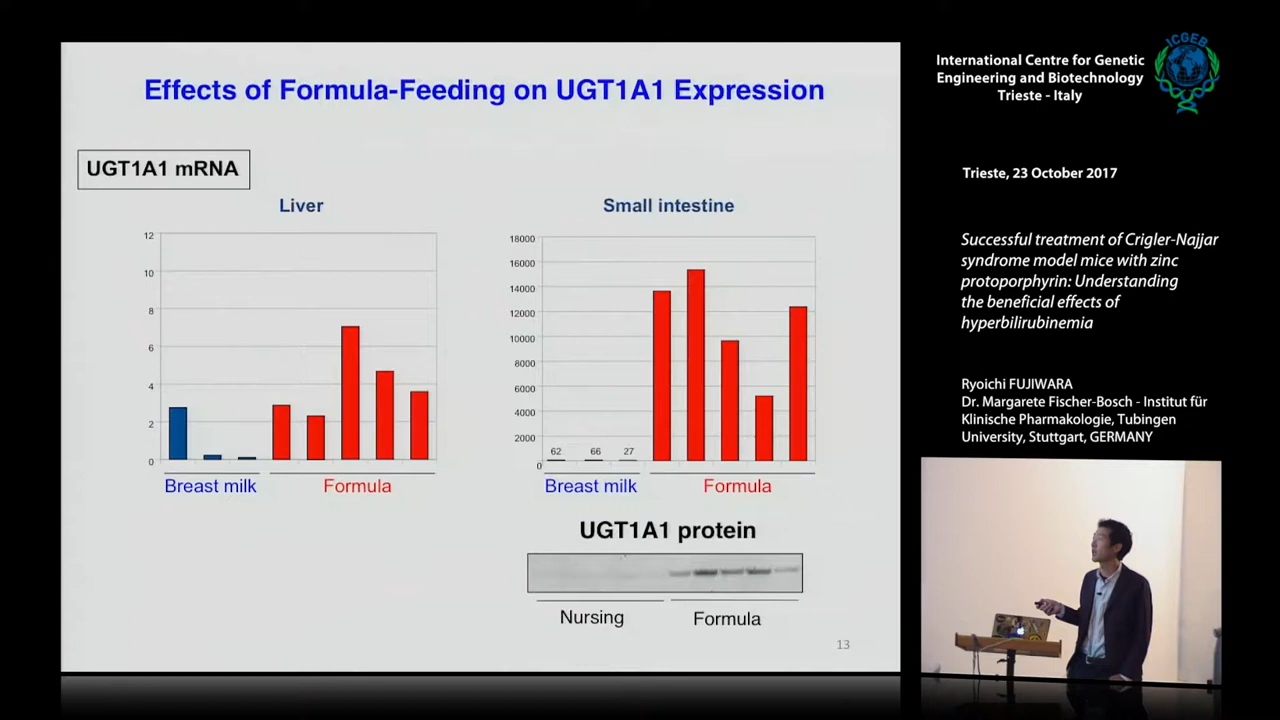 Effects of Formula-Feeding on UGT1A1 Expression
UGT1A1 mRNA
Liver
12
10
8
6
4
2
0
Breast milk
Formula
Small intestine
18000
16000
14000
12000
10000
8000
6000
4000
2000
0
62
66
27
Breast milk
Formula
UGT1A1 protein
Nursing
Formula
13
International Centre for Genetic
Engineering and Biotechnology
Trieste - Italy
ICGEB
Trieste, 23 October 2017
Successful treatment of Crigler-Najjar
syndrome model mice with zinc
protoporphyrin: Understanding
the beneficial effects of
hyperbilirubinemia
Ryoichi FUJIWARA
Dr. Margarete Fischer-Bosch - Institut für
Klinische Pharmakologie, Tubingen
University, Stuttgart, GERMANY